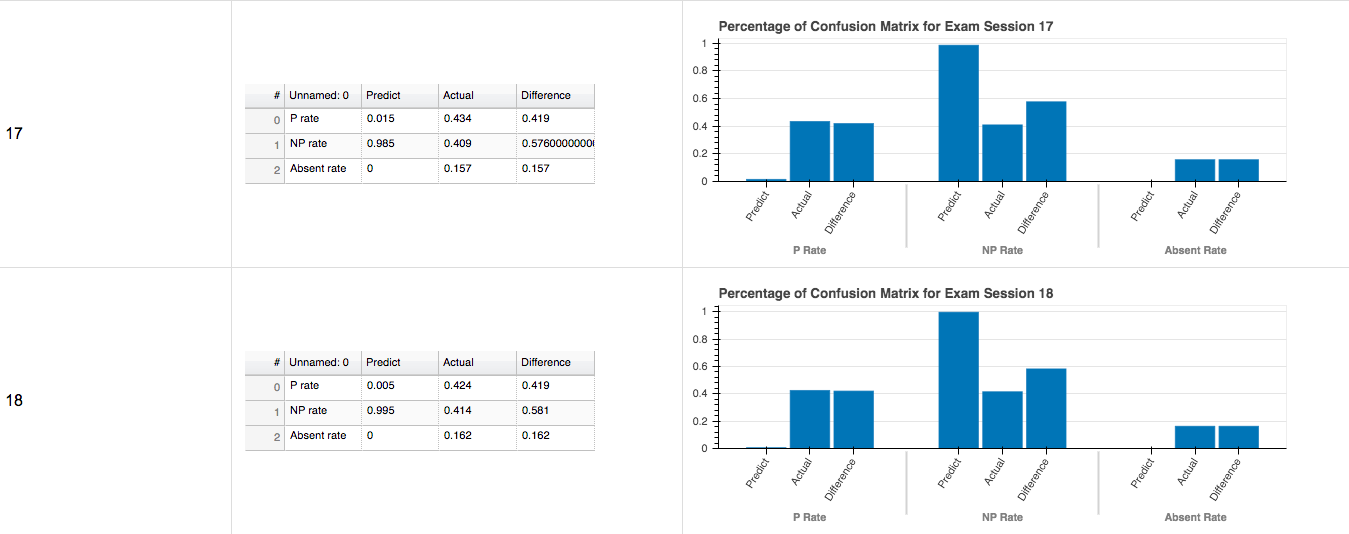 17
# Unnamed: 0 Predict Actual Difference
0 P rate 0.015 0.434 0.419
1 NP rate 0.985 0.409 0.5760000000
2 Absent rate 0 0.157 0.157
Percentage of Confusion Matrix for Exam Session 17
1
0.8
0.6
0.4
0.2
0
Predict Actual Difference Predict Actual Difference Predict Actual Difference
P Rate NP Rate Absent Rate
18
# Unnamed: 0 Predict Actual Difference
0 P rate 0.005 0.424 0.419
1 NP rate 0.995 0.414 0.581
2 Absent rate 0 0.162 0.162
Percentage of Confusion Matrix for Exam Session 18
1
0.8
0.6
0.4
0.2
0
Predict Actual Difference Predict Actual Difference Predict Actual Difference
P Rate NP Rate Absent Rate